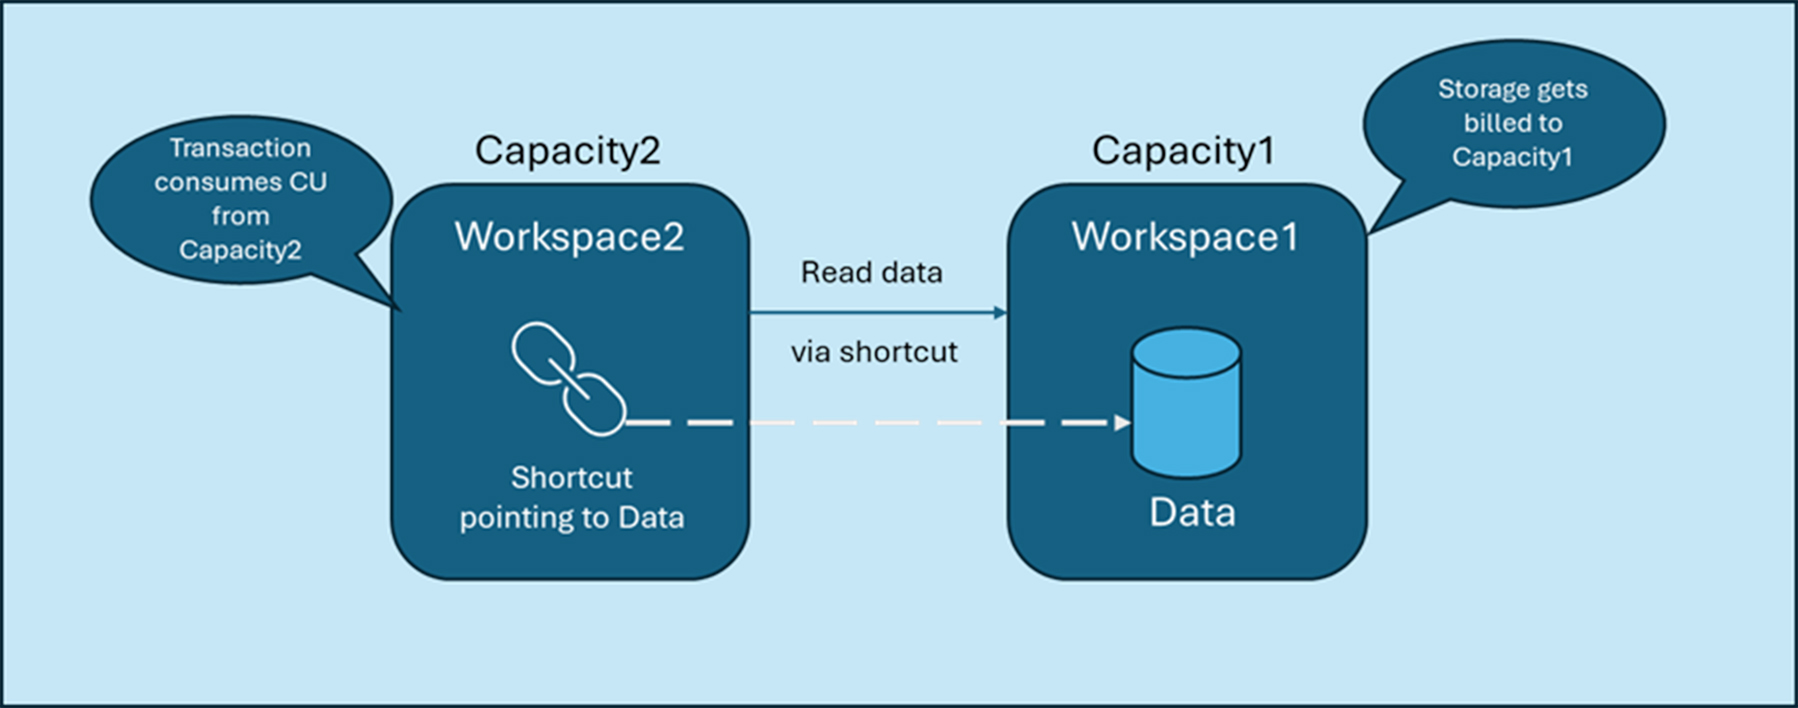 Transaction
consumes CU
from
Capacity2
Capacity2
Workspace2
Shortcut
pointing to Data
Read data
via shortcut
Capacity1
Workspace1
Data
Storage gets
billed to
Capacity1